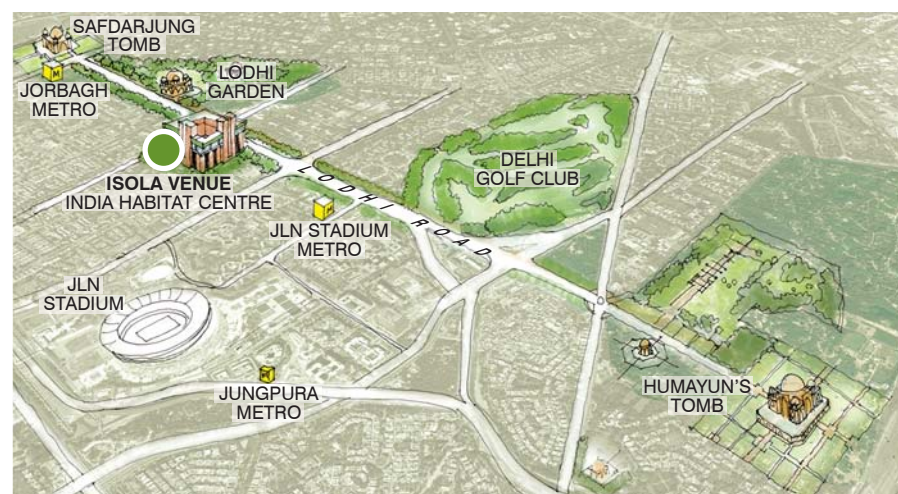 SAFDARJUNG
TOMB
JORBAGH
METRO
LODHI
GARDEN
ISOLA VENUE
INDIA HABITAT CENTRE
DELHI
GOLF CLUB
LODHI ROAD
JLN STADIUM
METRO
JLN
STADIUM
JUNGPURA
METRO
HUMAYUN'S
TOMB